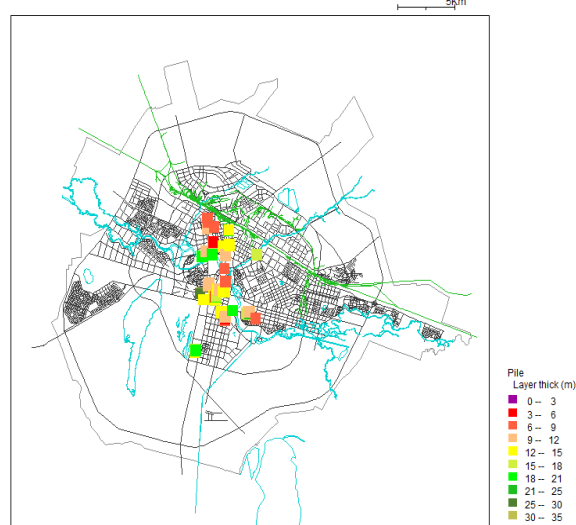 5Km
Pile
Layer thick (m)
0 -- 3
3 -- 6
6 -- 9
9 -- 12
12 -- 15
15 -- 18
18 -- 21
21 -- 25
25 -- 30
30 -- 35